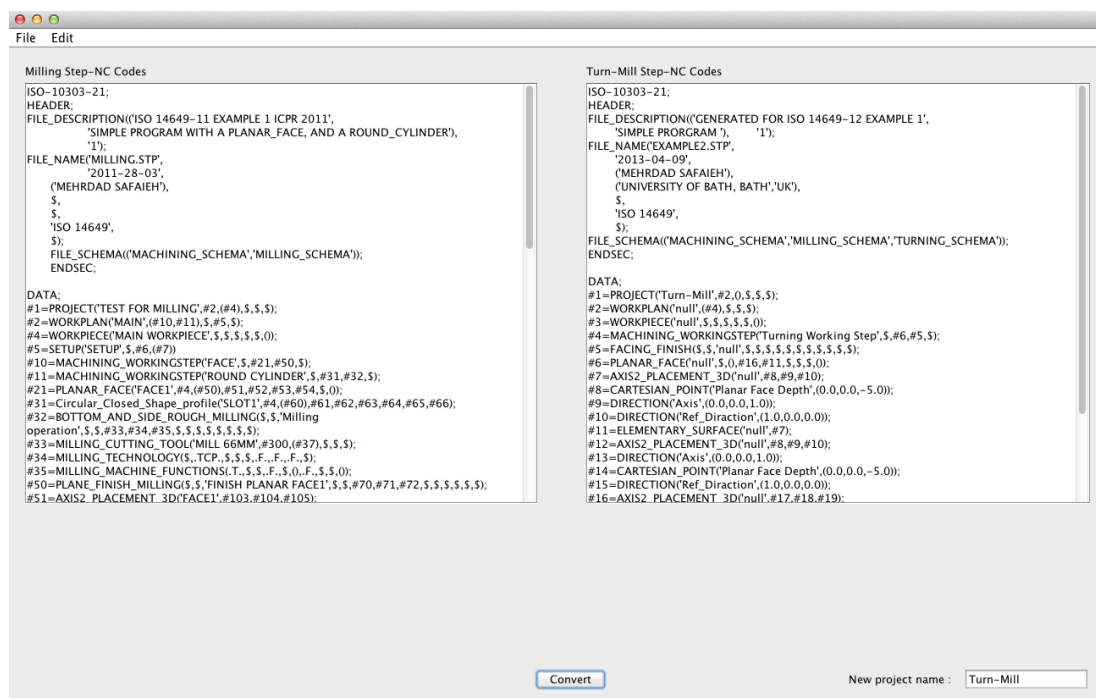 File Edit
Milling Step-NC Codes
ISO-10303-21;
HEADER;
FILE_DESCRIPTION(('ISO 14649-11 EXAMPLE 1 ICPR 2011',
'SIMPLE PROGRAM WITH A PLANAR_FACE, AND A ROUND_CYLINDER'),
'1');
FILE_NAME('MILLING.STP',
'2011-28-03',
('MEHRDAD SAFAIEH'),
$,
$,
'ISO 14649',
$);
FILE_SCHEMA(('MACHINING_SCHEMA','MILLING_SCHEMA'));
ENDSEC;
DATA;
#1=PROJECT('TEST FOR MILLING',#2,(#4),$,$,$);
#2=WORKPLAN('MAIN',(#10,#11),$,#5,$);
#4=WORKPIECE('MAIN WORKPIECE',$,$,$,$,$,());
#5=SETUP('SETUP',$,#6,(#7))
#10=MACHINING_WORKINGSTEP('FACE',$,#21,#50,$);
#11=MACHINING_WORKINGSTEP('ROUND CYLINDER',$,#31,#32,$);
#21=PLANAR_FACE('FACE1',#4,(#50),#51,#52,#53,#54,$,());
#31=Circular_Closed_Shape_profile('SLOT1',#4,(#60),#61,#62,#63,#64,#65,#66);
#32=BOTTOM_AND_SIDE_ROUGH_MILLING($,$,'Milling
operation',$,$,#33,#34,#35,$,$,$,$,$,$,$,$);
#33=MILLING_CUTTING_TOOL('MILL 66MM',#300,(#37),$,$,$);
#34=MILLING_TECHNOLOGY($,.TCP.,$,$,$,.F.,.F.,.F.,$);
#35=MILLING_MACHINE_FUNCTIONS(.T.,$,$,.F.,$,(),.F.,$,$,());
#50=PLANE_FINISH_MILLING($,$,'FINISH PLANAR FACE1',$,$,#70,#71,#72,$,$,$,$,$,$);
#51=AXIS2_PLACEMENT_3D('FACE1',#103,#104,#105);
Turn-Mill Step-NC Codes
ISO-10303-21;
HEADER;
FILE_DESCRIPTION(('GENERATED FOR ISO 14649-12 EXAMPLE 1',
'SIMPLE PRORGRAM '), '1');
FILE_NAME('EXAMPLE2.STP',
'2013-04-09',
('MEHRDAD SAFAIEH'),
('UNIVERSITY OF BATH, BATH','UK'),
$,
'ISO 14649',
$);
FILE_SCHEMA(('MACHINING_SCHEMA','MILLING_SCHEMA','TURNING_SCHEMA'));
ENDSEC;
DATA;
#1=PROJECT('Turn-Mill',#2,(),$,$,$);
#2=WORKPLAN('null',(#4),$,$,$);
#3=WORKPIECE('null',$,$,$,$,$,());
#4=MACHINING_WORKINGSTEP('Turning Working Step',$,#6,#5,$);
#5=FACING_FINISH($,$,'null',$,$,$,$,$,$,$,$,$,$,$);
#6=PLANAR_FACE('null',$,(),#16,#11,$,$,$,());
#7=AXIS2_PLACEMENT_3D('null',#8,#9,#10);
#8=CARTESIAN_POINT('Planar Face Depth',(0.0,0.0,-5.0));
#9=DIRECTION('Axis',(0.0,0.0,1.0));
#10=DIRECTION('Ref_Diraction',(1.0,0.0,0.0));
#11=ELEMENTARY_SURFACE('null',#7);
#12=AXIS2_PLACEMENT_3D('null',#8,#9,#10);
#13=DIRECTION('Axis',(0.0,0.0,1.0));
#14=CARTESIAN_POINT('Planar Face Depth',(0.0,0.0,-5.0));
#15=DIRECTION('Ref_Diraction',(1.0,0.0,0.0));
#16=AXIS2_PLACEMENT_3D('null',#17,#18,#19);
Convert
New project name : Turn-Mill